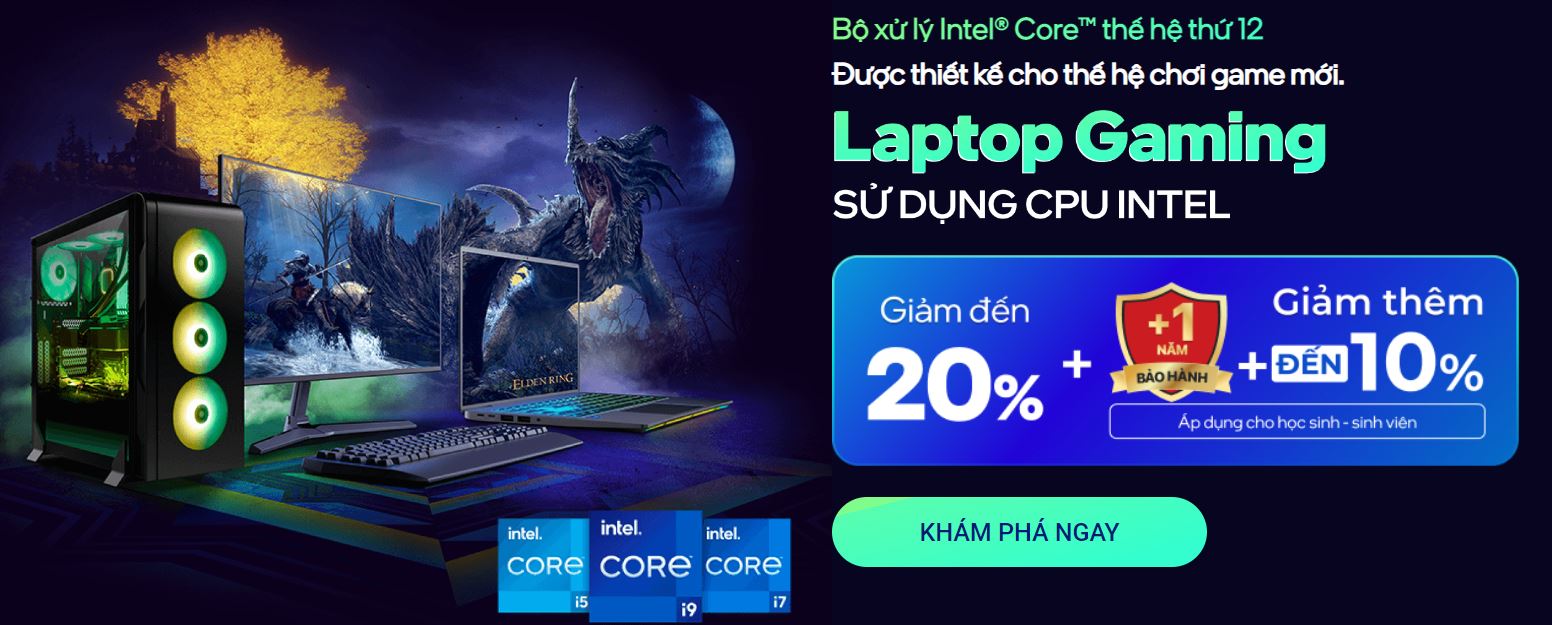 Bộ xử lý Intel® Core™ thế hệ thứ 12
Được thiết kế cho thế hệ chơi game mới.
Laptop Gaming
SỬ DỤNG CPU INTEL
Giảm đến
20%
+
+1
NĂM
BẢO HÀNH
+
Giảm thêm
ĐẾN 10%
Áp dụng cho học sinh - sinh viên
KHÁM PHÁ NGAY
ELDEN RING
intel.
CORE
i5
intel.
CORE™
i9
intel.
CORE™
i7